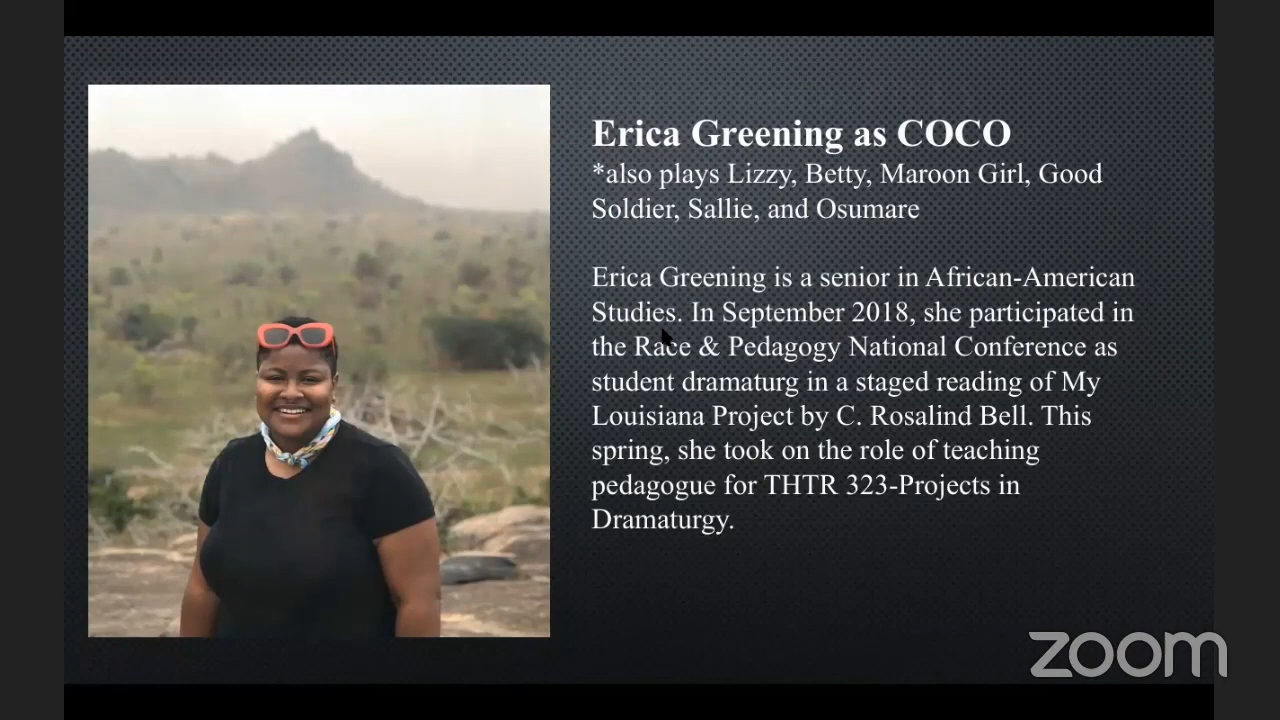 Erica Greening as COCO
*also plays Lizzy, Betty, Maroon Girl, Good
Soldier, Sallie, and Osumare
Erica Greening is a senior in African-American
Studies. In September 2018, she participated in
the Race & Pedagogy National Conference as
student dramaturg in a staged reading of My
Louisiana Project by C. Rosalind Bell. This
spring, she took on the role of teaching
pedagogue for THTR 323-Projects in
Dramaturgy.
zoom